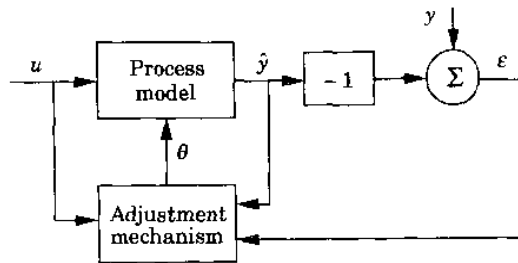 y
u
Process
model
ŷ
- 1
Σ
ε
θ
Adjustment
mechanism